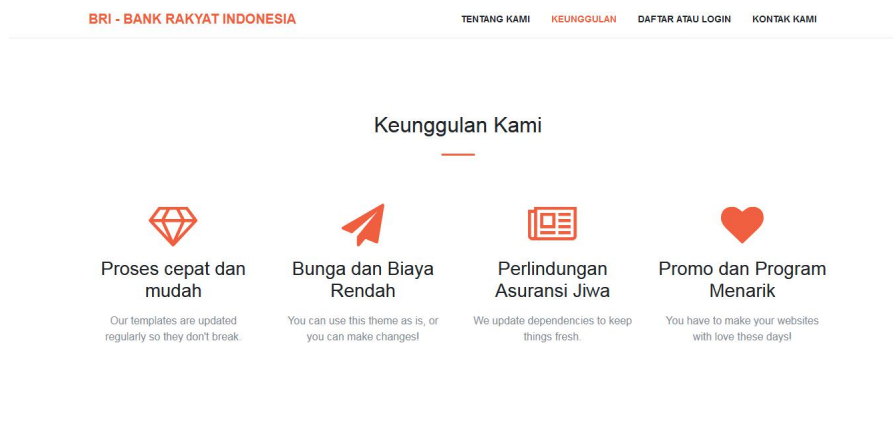 BRI - BANK RAKYAT INDONESIA
TENTANG KAMI KEUNGGULAN DAFTAR ATAU LOGIN KONTAK KAMI
Keunggulan Kami
Proses cepat dan
mudah
Our templates are updated
regularly so they don't break.
Bunga dan Biaya
Rendah
You can use this theme as is, or
you can make changes!
Perlindungan
Asuransi Jiwa
We update dependencies to keep
things fresh.
Promo dan Program
Menarik
You have to make your websites
with love these days!